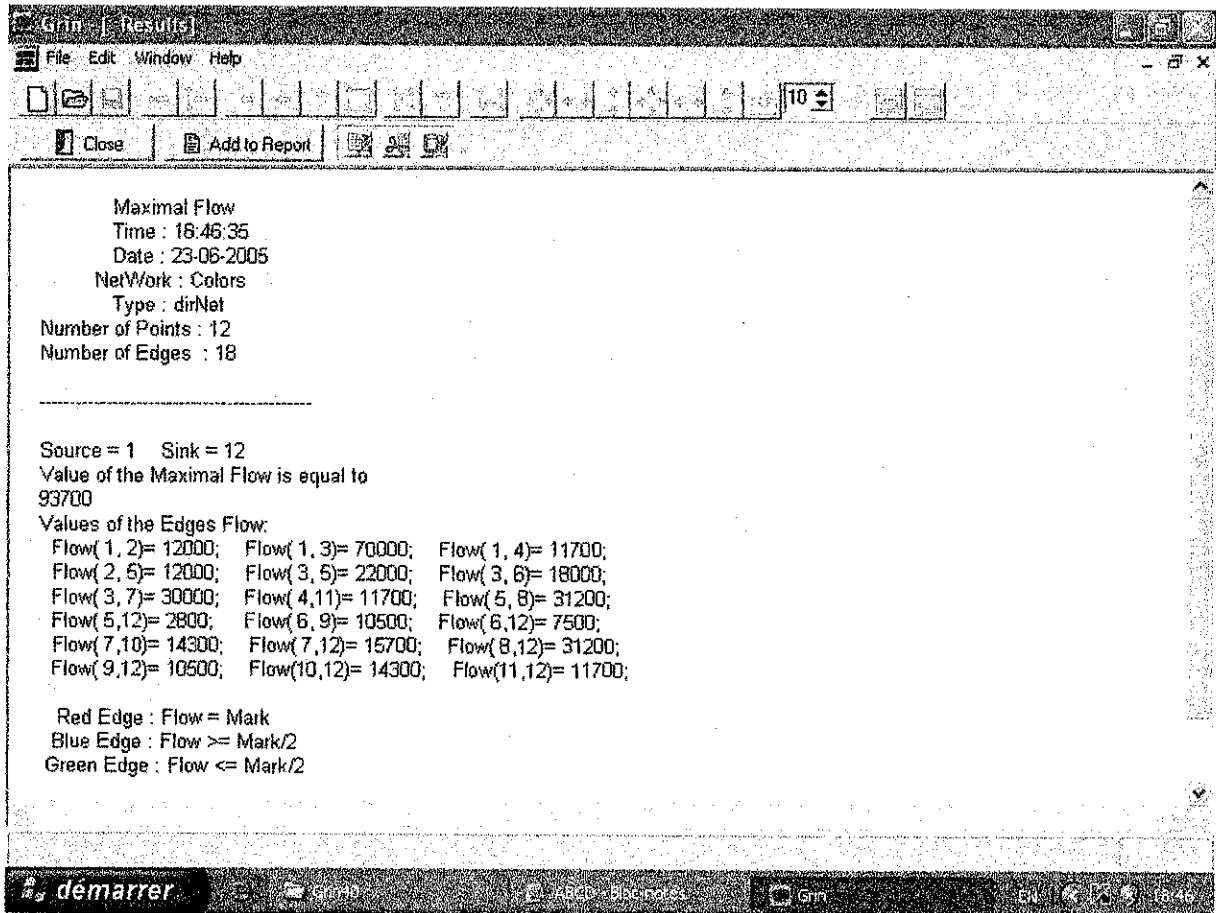 Grin - [ Results]
File Edit Window Help
10
Close Add to Report
Maximal Flow
Time : 18:46:35
Date : 23-06-2005
NetWork : Colors
Type : dirNet
Number of Points : 12
Number of Edges : 18
----------------------------------------
Source = 1 Sink = 12
Value of the Maximal Flow is equal to
93700
Values of the Edges Flow:
Flow( 1, 2)= 12000; Flow( 1, 3)= 70000; Flow( 1, 4)= 11700;
Flow( 2, 5)= 12000; Flow( 3, 5)= 22000; Flow( 3, 6)= 18000;
Flow( 3, 7)= 30000; Flow( 4,11)= 11700; Flow( 5, 8)= 31200;
Flow( 5,12)= 2800; Flow( 6, 9)= 10500; Flow( 6,12)= 7500;
Flow( 7,10)= 14300; Flow( 7,12)= 15700; Flow( 8,12)= 31200;
Flow( 9,12)= 10500; Flow(10,12)= 14300; Flow(11,12)= 11700;
Red Edge : Flow = Mark
Blue Edge : Flow >= Mark/2
Green Edge : Flow <= Mark/2
démarrer Grin40 ABCD - Bloc-notes Grin 18:46